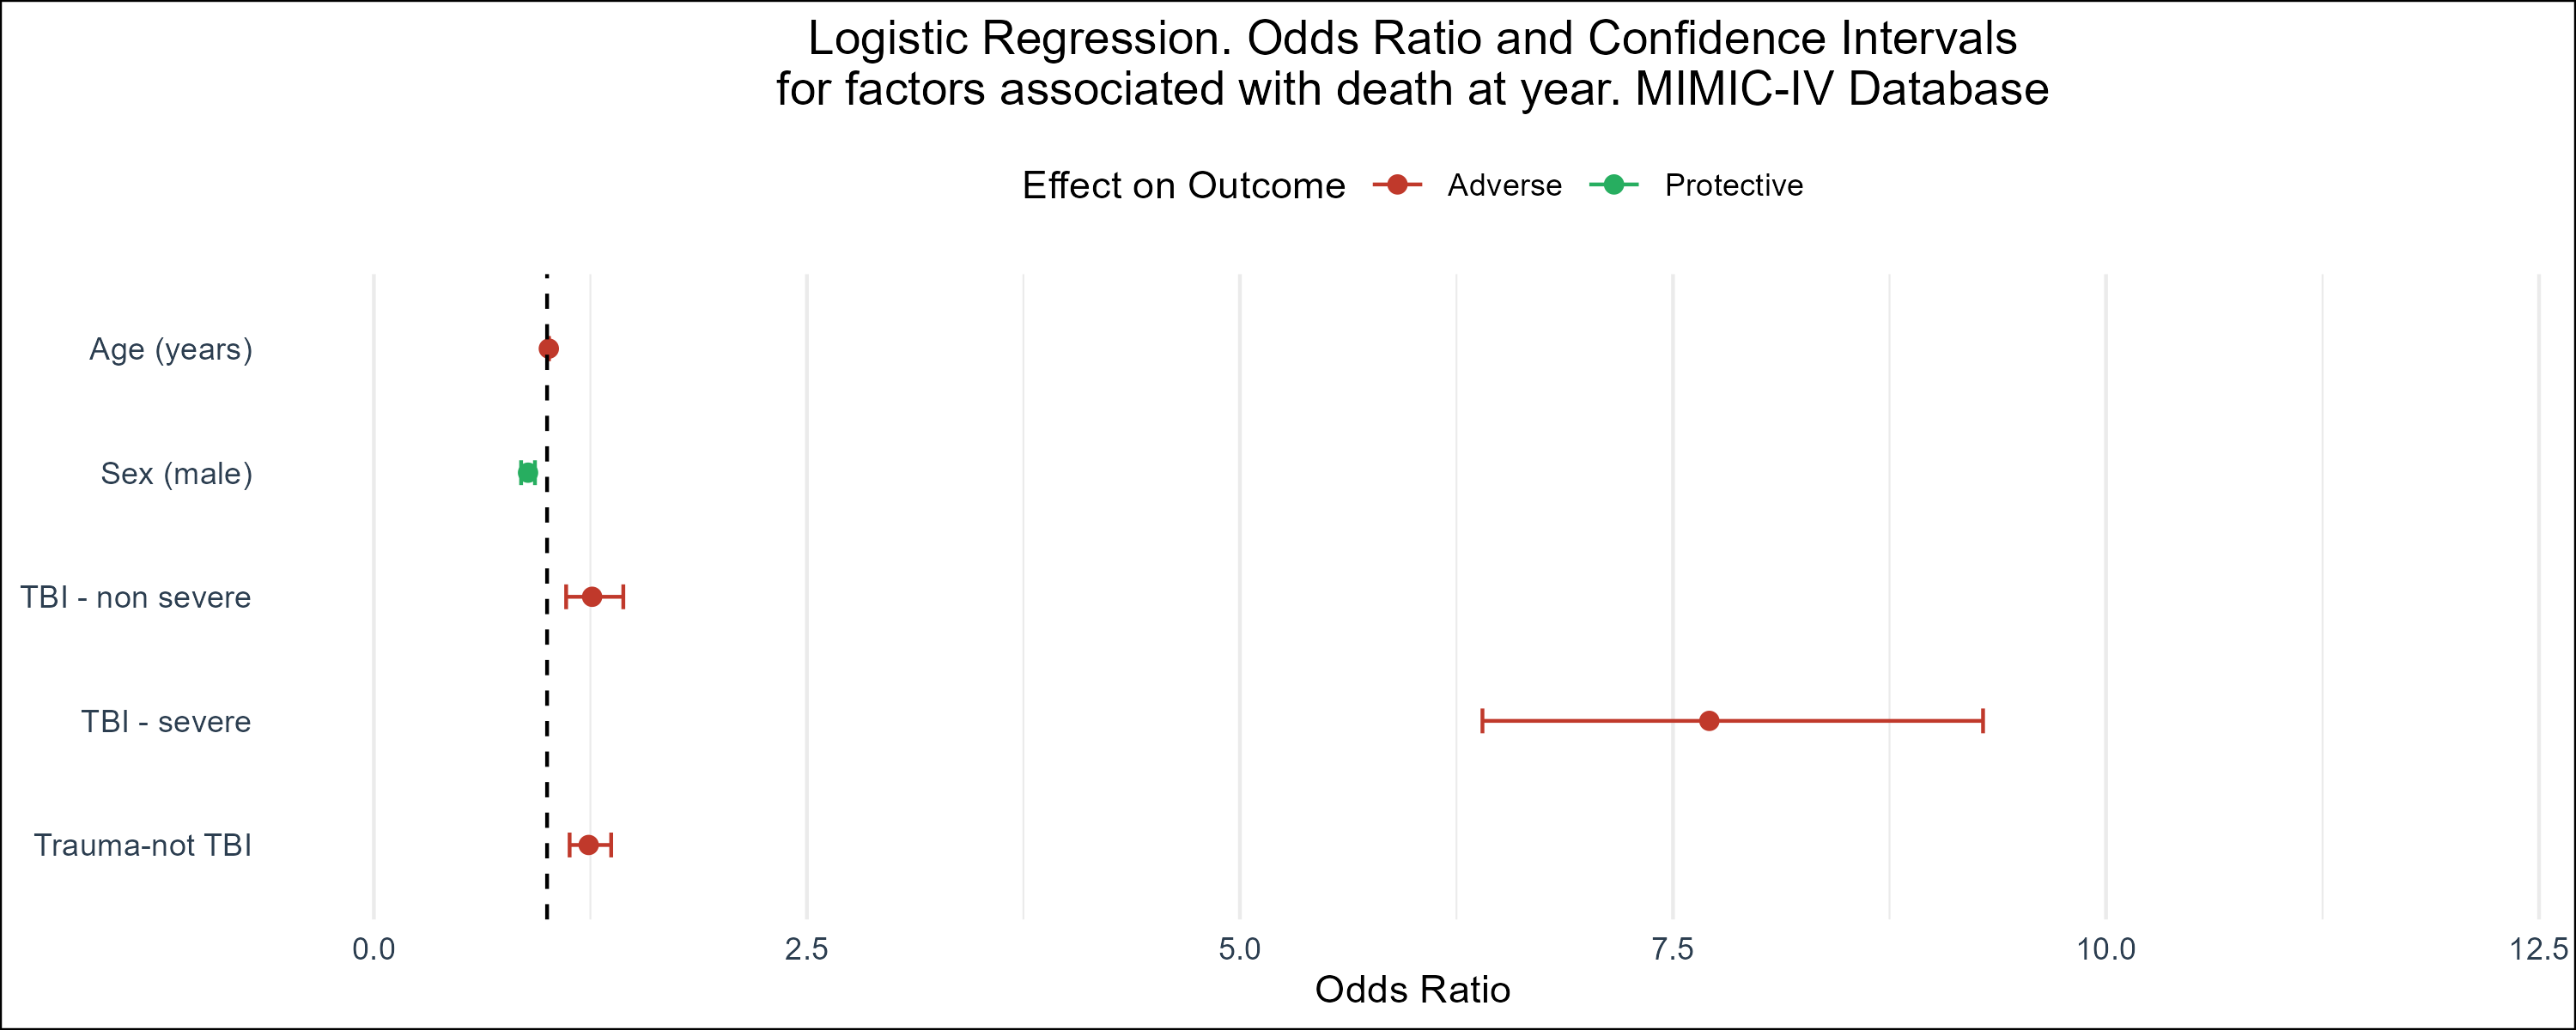 Logistic Regression. Odds Ratio and Confidence Intervals
for factors associated with death at year. MIMIC-IV Database
Effect on Outcome Adverse Protective
Age (years)
Sex (male)
TBI - non severe
TBI - severe
Trauma-not TBI
0.0 2.5 5.0 7.5 10.0 12.5
Odds Ratio